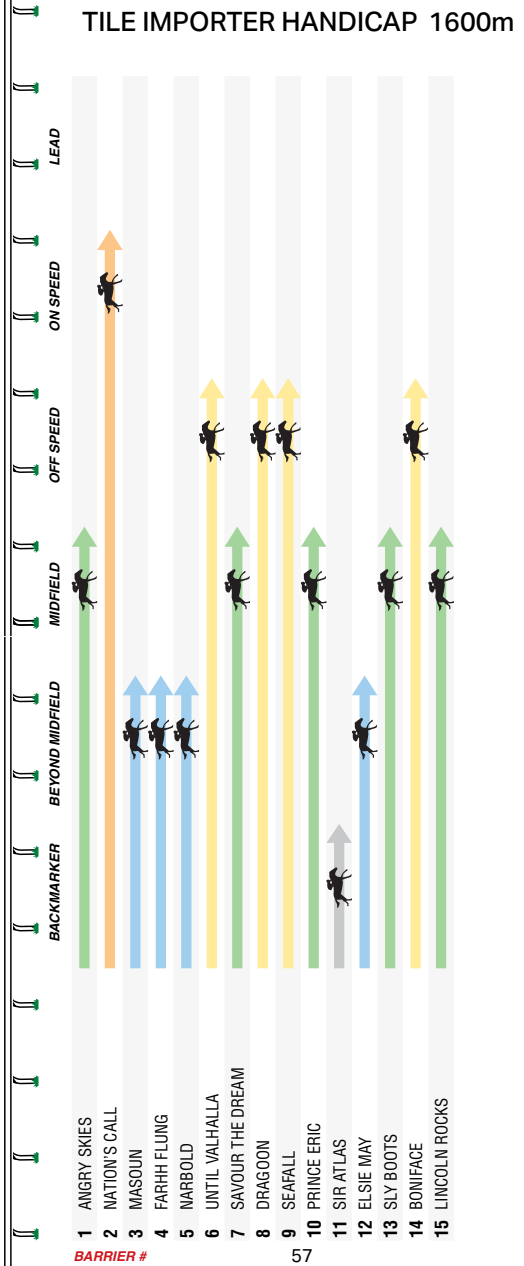 TILE IMPORTER HANDICAP 1600m
LEAD
ON SPEED
OFF SPEED
MIDFIELD
BEYOND MIDFIELD
BACKMARKER
1 ANGRY SKIES
2 NATION'S CALL
3 MASOUN
4 FARHH FLUNG
5 NARBOLD
6 UNTIL VALHALLA
7 SAVOUR THE DREAM
8 DRAGOON
9 SEAFALL
10 PRINCE ERIC
11 SIR ATLAS
12 ELSIE MAY
13 SLY BOOTS
14 BONIFACE
15 LINCOLN ROCKS
BARRIER #
57